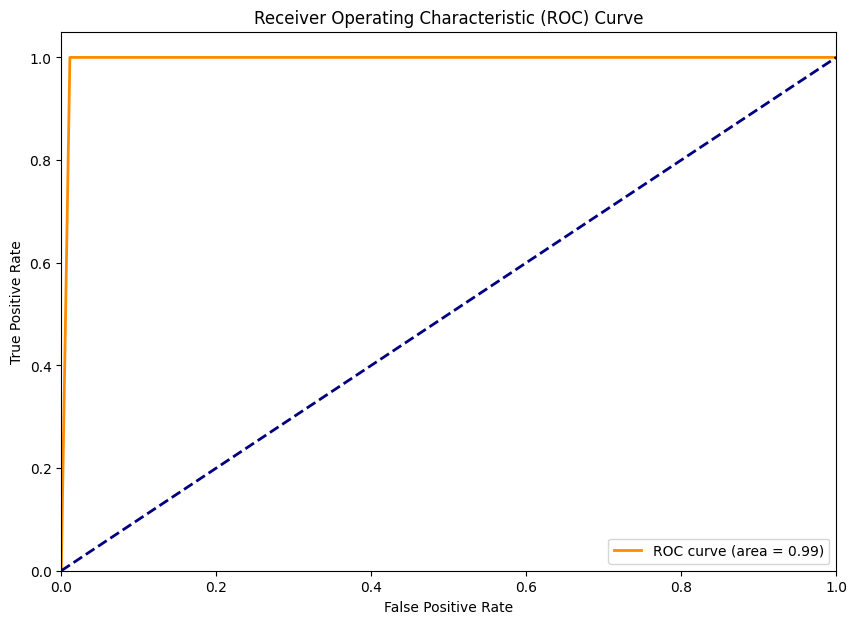 Receiver Operating Characteristic (ROC) Curve
True Positive Rate
1.0
0.8
0.6
0.4
0.2
0.0
0.0 0.2 0.4 0.6 0.8 1.0
False Positive Rate
ROC curve (area = 0.99)